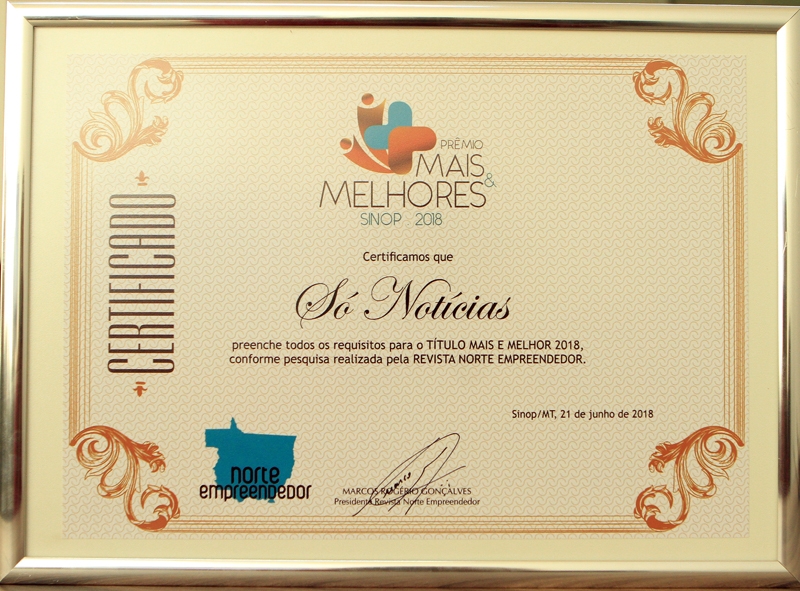 PRÊMIO
MAIS
& MELHORES
SINOP . 2018
CERTIFICADO
Certificamos que
Só Notícias
preenche todos os requisitos para o TÍTULO MAIS E MELHOR 2018,
conforme pesquisa realizada pela REVISTA NORTE EMPREENDEDOR.
Sinop/MT, 21 de junho de 2018
norte
empreendedor
MARCOS ROGÉRIO GONÇALVES
Presidente Revista Norte Empreendedor